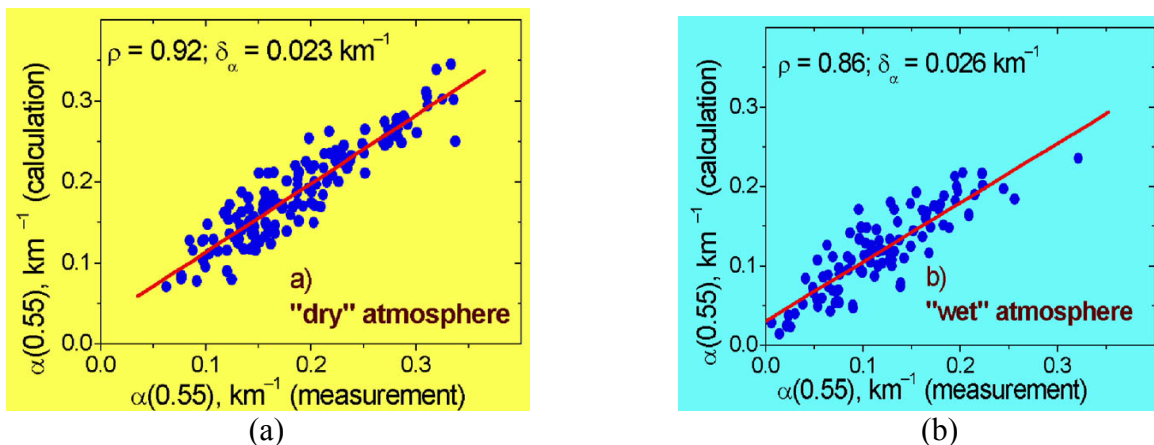 ρ = 0.92; δα = 0.023 km⁻¹
α(0.55), km⁻¹ (calculation)
0.3
0.2
0.1
0.0
a)
"dry" atmosphere
0.0 0.1 0.2 0.3
α(0.55), km⁻¹ (measurement)
(a)
ρ = 0.86; δα = 0.026 km⁻¹
α(0.55), km⁻¹ (calculation)
0.3
0.2
0.1
0.0
b)
"wet" atmosphere
0.0 0.1 0.2 0.3
α(0.55), km⁻¹ (measurement)
(b)